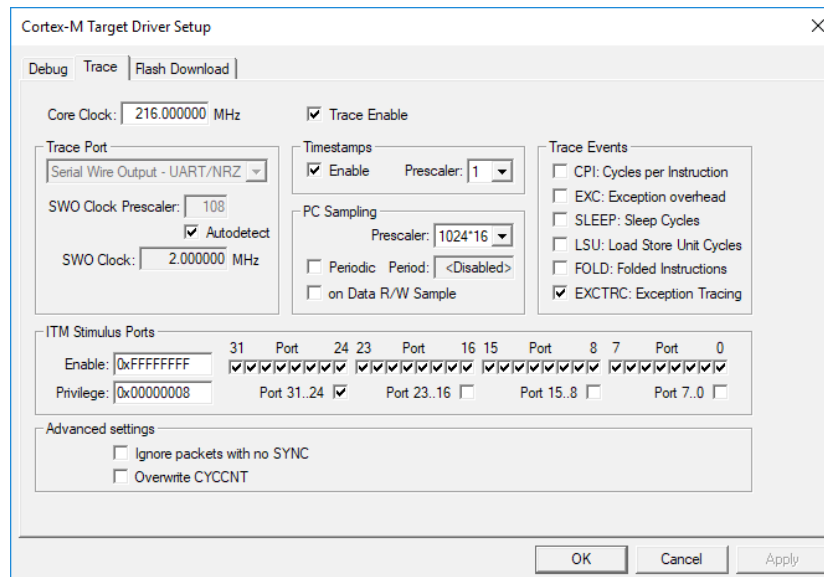 Cortex-M Target Driver Setup
Debug Trace Flash Download
Core Clock: 216.000000 MHz Trace Enable
Trace Port
Serial Wire Output - UART/NRZ
SWO Clock Prescaler: 108
Autodetect
SWO Clock: 2.000000 MHz
Timestamps
Enable Prescaler: 1
PC Sampling
Prescaler: 1024*16
Periodic Period: <Disabled>
on Data R/W Sample
Trace Events
CPI: Cycles per Instruction
EXC: Exception overhead
SLEEP: Sleep Cycles
LSU: Load Store Unit Cycles
FOLD: Folded Instructions
EXCTRC: Exception Tracing
ITM Stimulus Ports
31 Port 24 23 Port 16 15 Port 8 7 Port 0
Enable: 0xFFFFFFFF
Privilege: 0x00000008 Port 31..24 Port 23..16 Port 15..8 Port 7..0
Advanced settings
Ignore packets with no SYNC
Overwrite CYCCNT
OK Cancel Apply